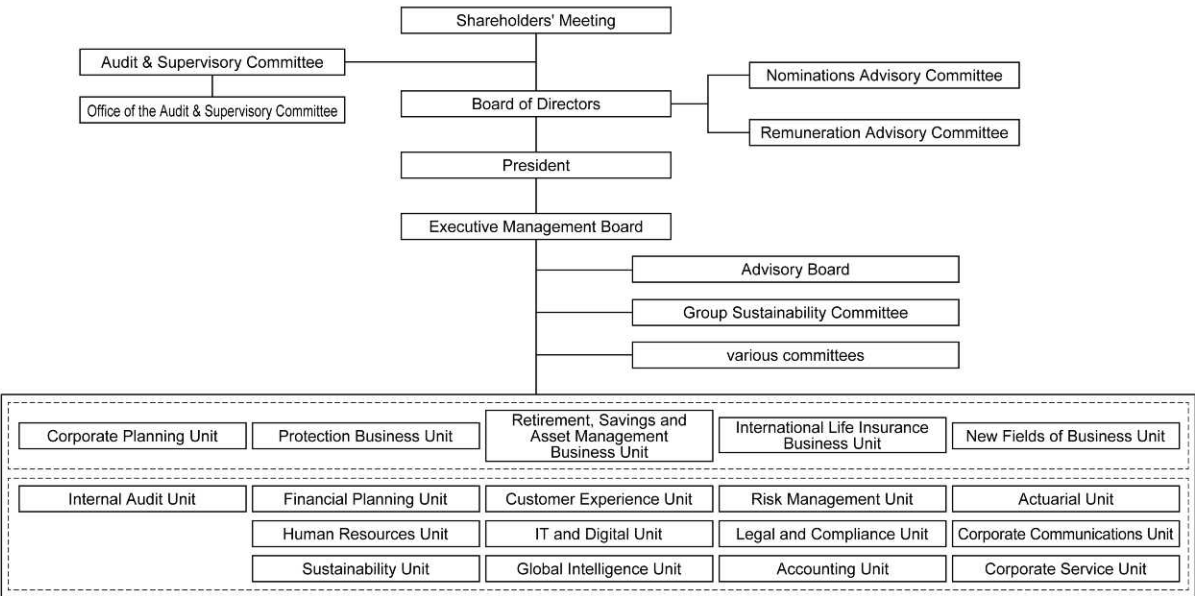 Shareholders' Meeting
Audit & Supervisory Committee
Office of the Audit & Supervisory Committee
Nominations Advisory Committee
Board of Directors
Remuneration Advisory Committee
President
Executive Management Board
Advisory Board
Group Sustainability Committee
various committees
Corporate Planning Unit
Protection Business Unit
Retirement, Savings and
Asset Management
Business Unit
International Life Insurance
Business Unit
New Fields of Business Unit
Internal Audit Unit
Financial Planning Unit
Customer Experience Unit
Risk Management Unit
Actuarial Unit
Human Resources Unit
IT and Digital Unit
Legal and Compliance Unit
Corporate Communications Unit
Sustainability Unit
Global Intelligence Unit
Accounting Unit
Corporate Service Unit